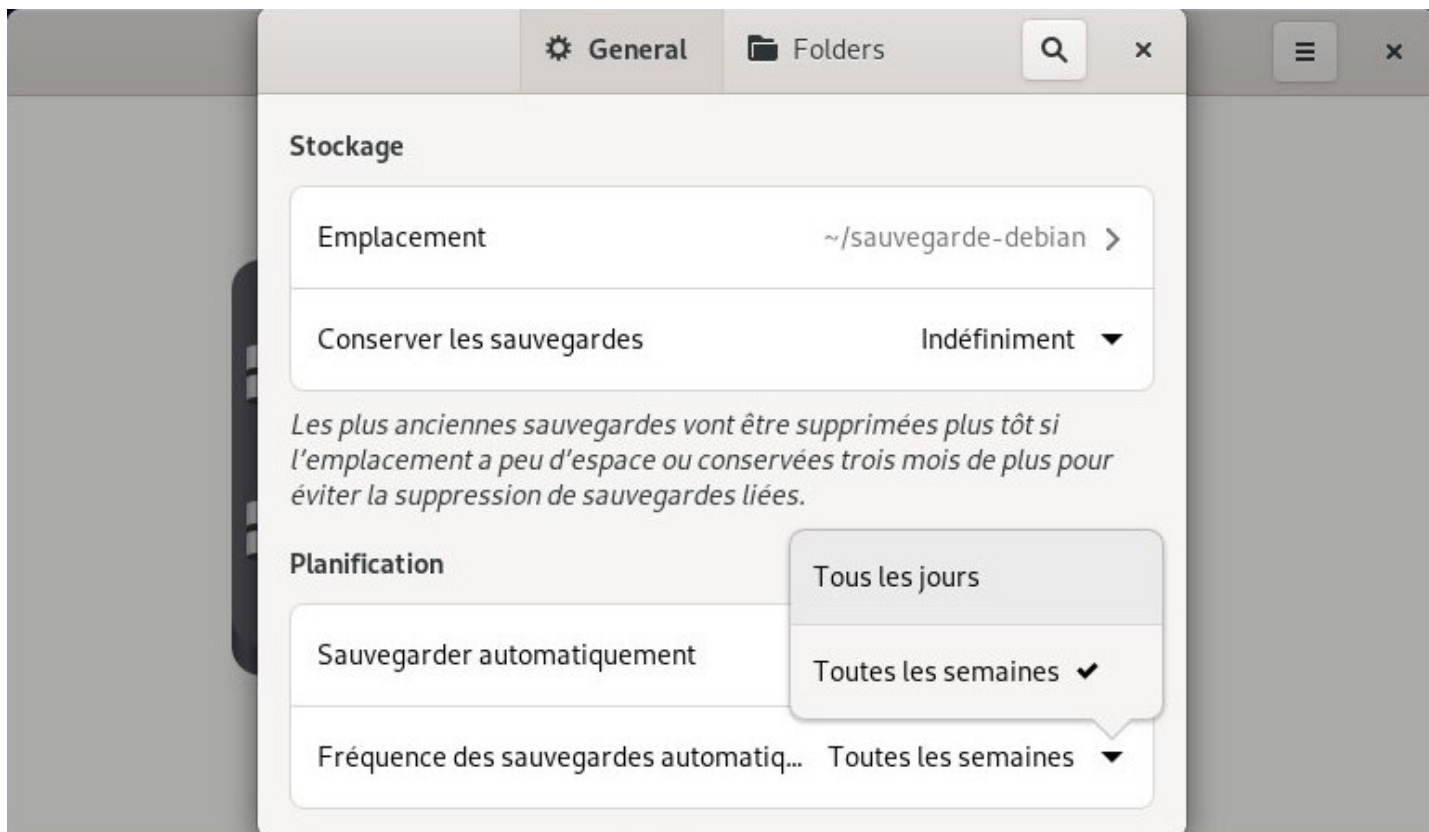 General Folders
Stockage
Emplacement ~/sauvegarde-debian
Conserver les sauvegardes Indéfiniment
Les plus anciennes sauvegardes vont être supprimées plus tôt si
l'emplacement a peu d'espace ou conservées trois mois de plus pour
éviter la suppression de sauvegardes liées.
Planification
Tous les jours
Sauvegarder automatiquement
Toutes les semaines
Fréquence des sauvegardes automatiq... Toutes les semaines